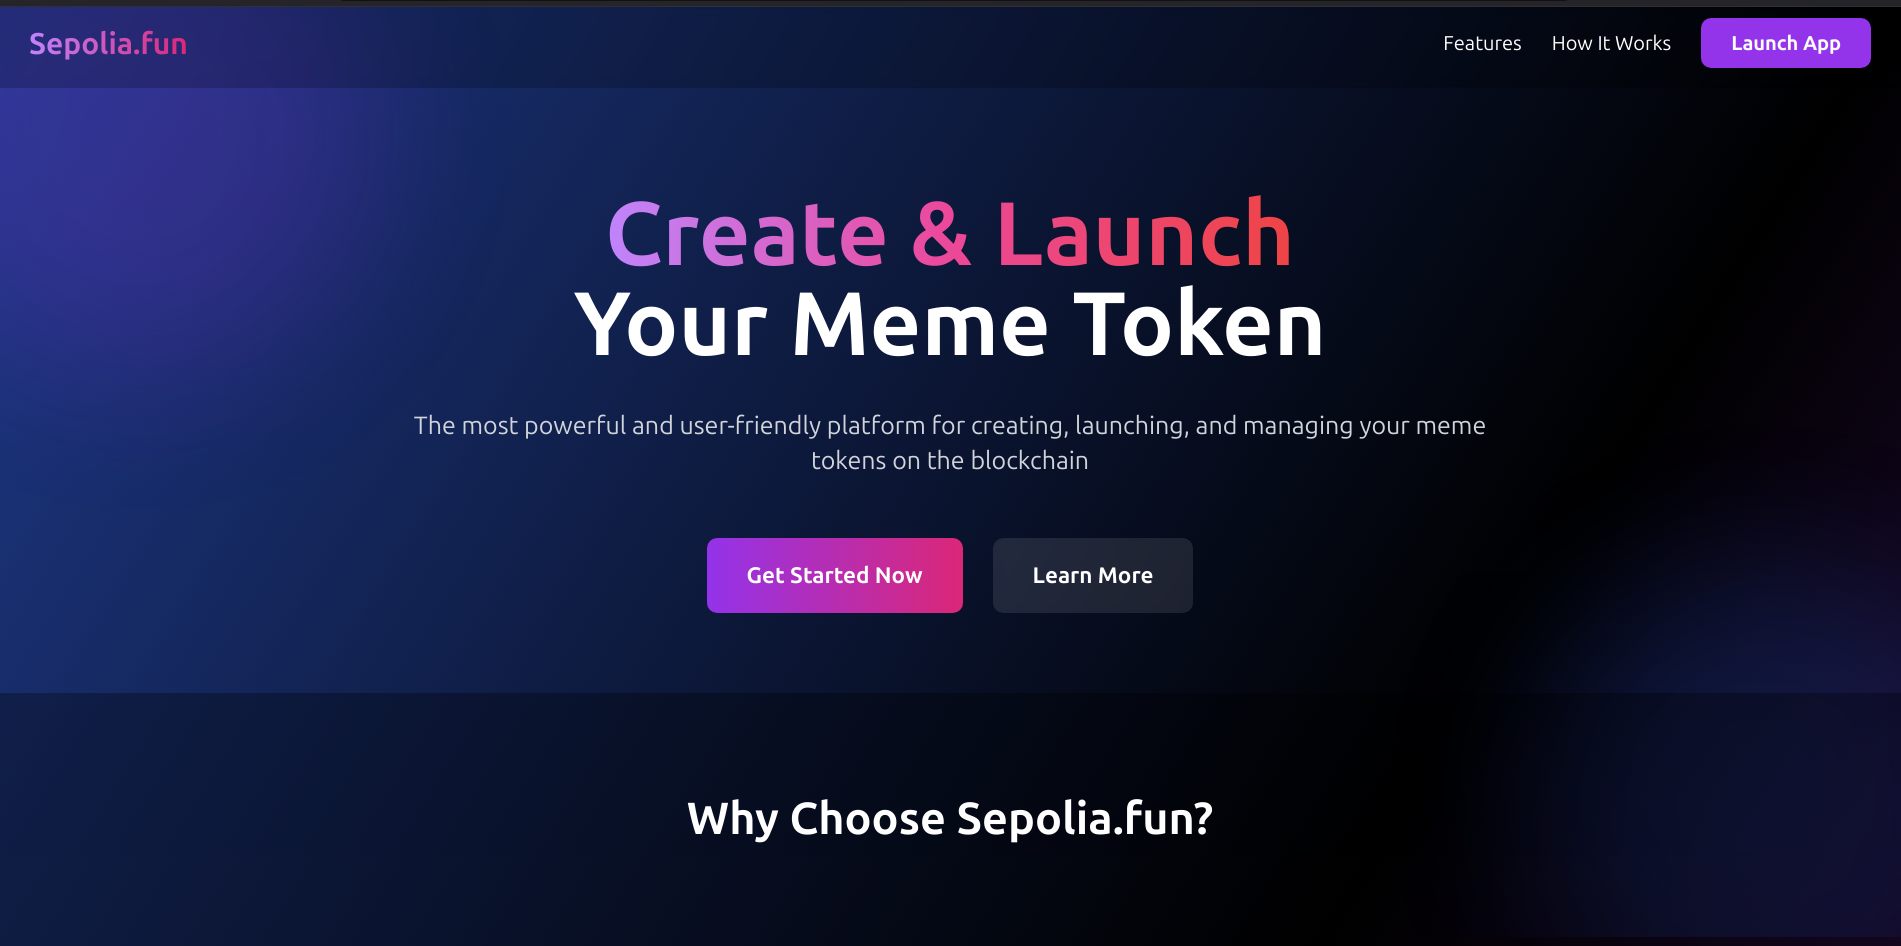 Sepolia.fun
Features
How It Works
Launch App
Create & Launch
Your Meme Token
The most powerful and user-friendly platform for creating, launching, and managing your meme
tokens on the blockchain
Get Started Now
Learn More
Why Choose Sepolia.fun?